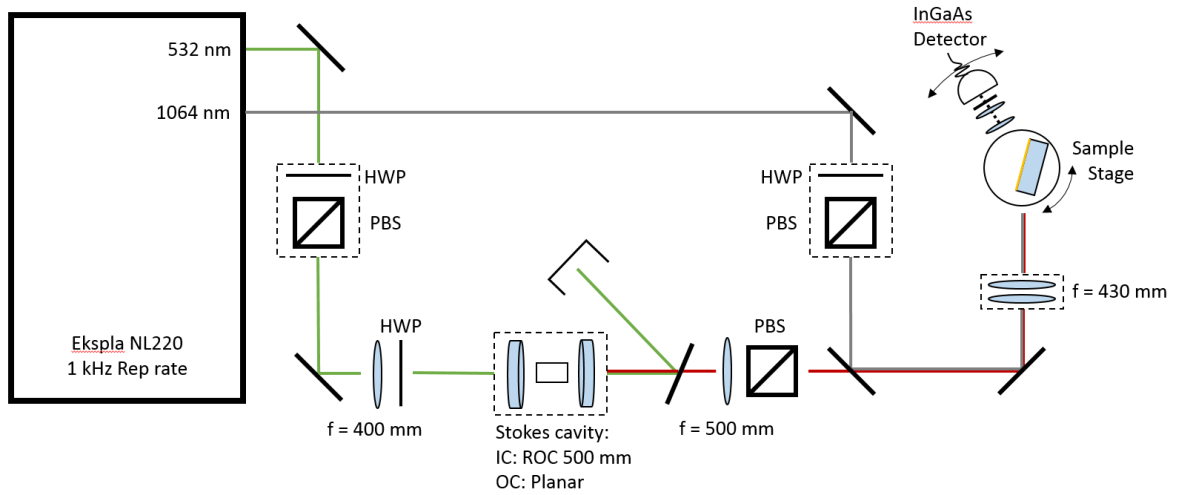 InGaAs
Detector
532 nm
1064 nm
Sample
Stage
HWP
PBS
HWP
PBS
f = 430 mm
Ekspla NL220
1 kHz Rep rate
HWP
PBS
f = 400 mm
Stokes cavity:
IC: ROC 500 mm
OC: Planar
f = 500 mm